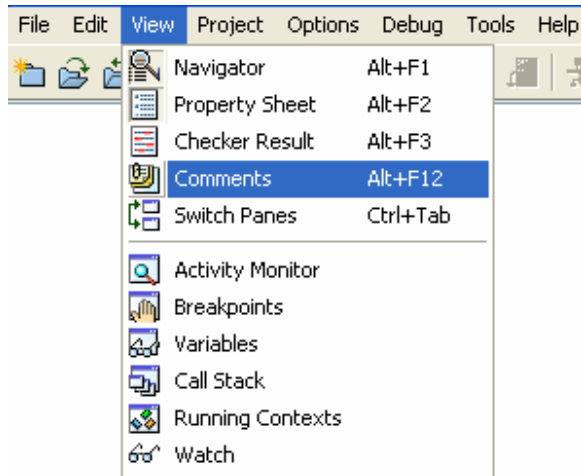 File Edit View Project Options Debug Tools Help
Navigator Alt+F1
Property Sheet Alt+F2
Checker Result Alt+F3
Comments Alt+F12
Switch Panes Ctrl+Tab
Activity Monitor
Breakpoints
Variables
Call Stack
Running Contexts
Watch